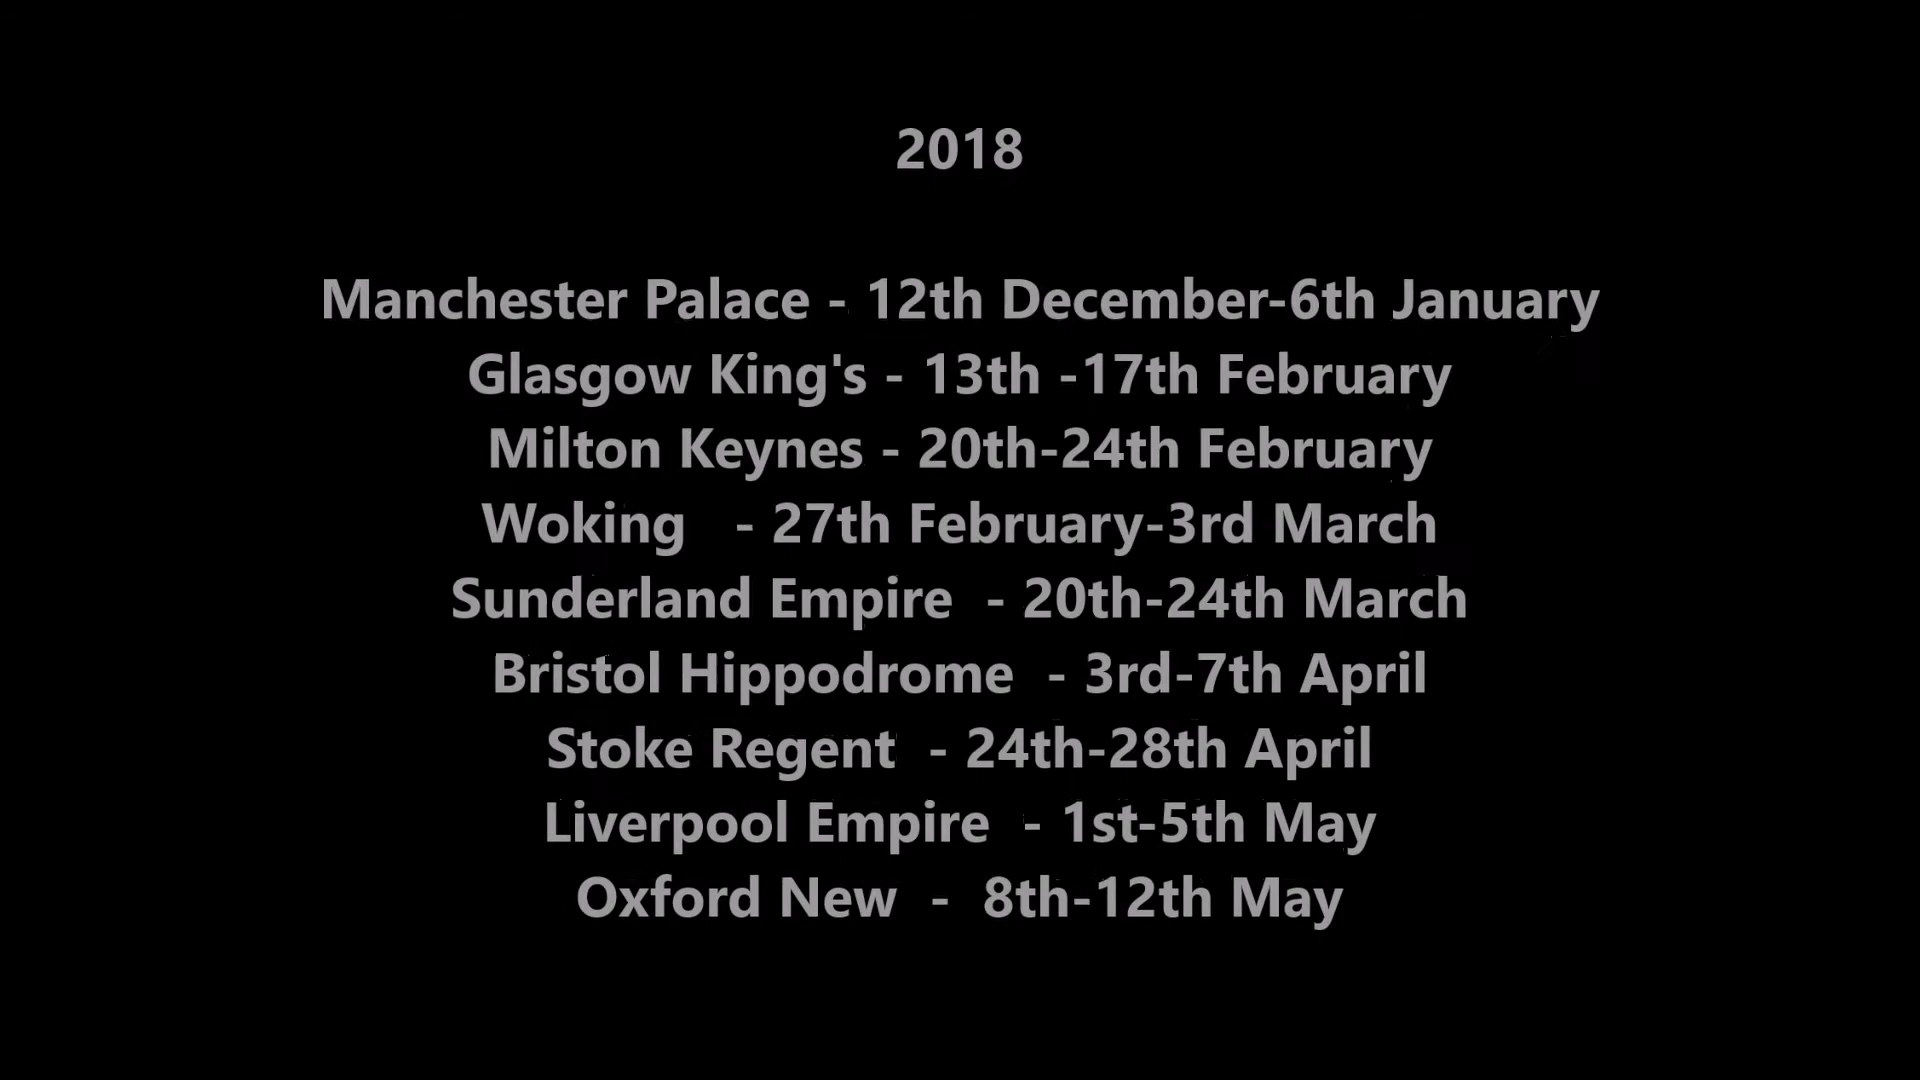 2018
Manchester Palace - 12th December-6th January
Glasgow King's - 13th -17th February
Milton Keynes - 20th-24th February
Woking - 27th February-3rd March
Sunderland Empire - 20th-24th March
Bristol Hippodrome - 3rd-7th April
Stoke Regent - 24th-28th April
Liverpool Empire - 1st-5th May
Oxford New - 8th-12th May